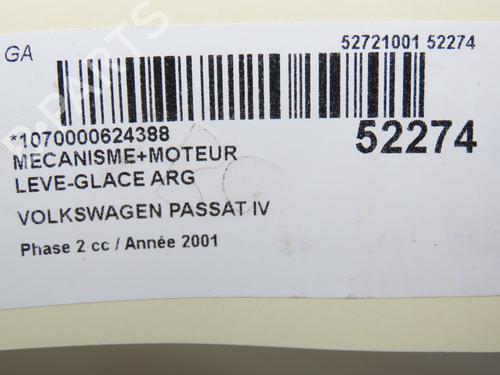 GA
52721001 52274
*1070000624388
52274
MECANISME+MOTEUR
LEVE-GLACE ARG
VOLKSWAGEN PASSAT IV
Phase 2 cc / Année 2001